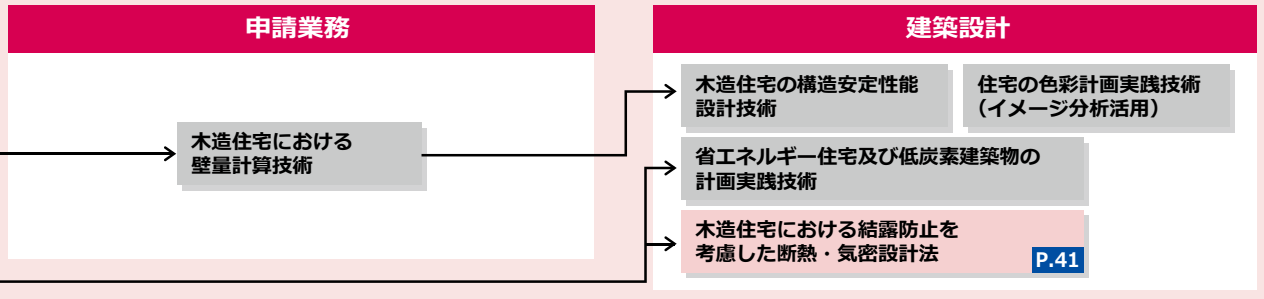 申請業務
木造住宅における
壁量計算技術
建築設計
木造住宅の構造安定性能
設計技術
住宅の色彩計画実践技術
（イメージ分析活用）
省エネルギー住宅及び低炭素建築物の
計画実践技術
木造住宅における結露防止を
考慮した断熱・気密設計法
P.41